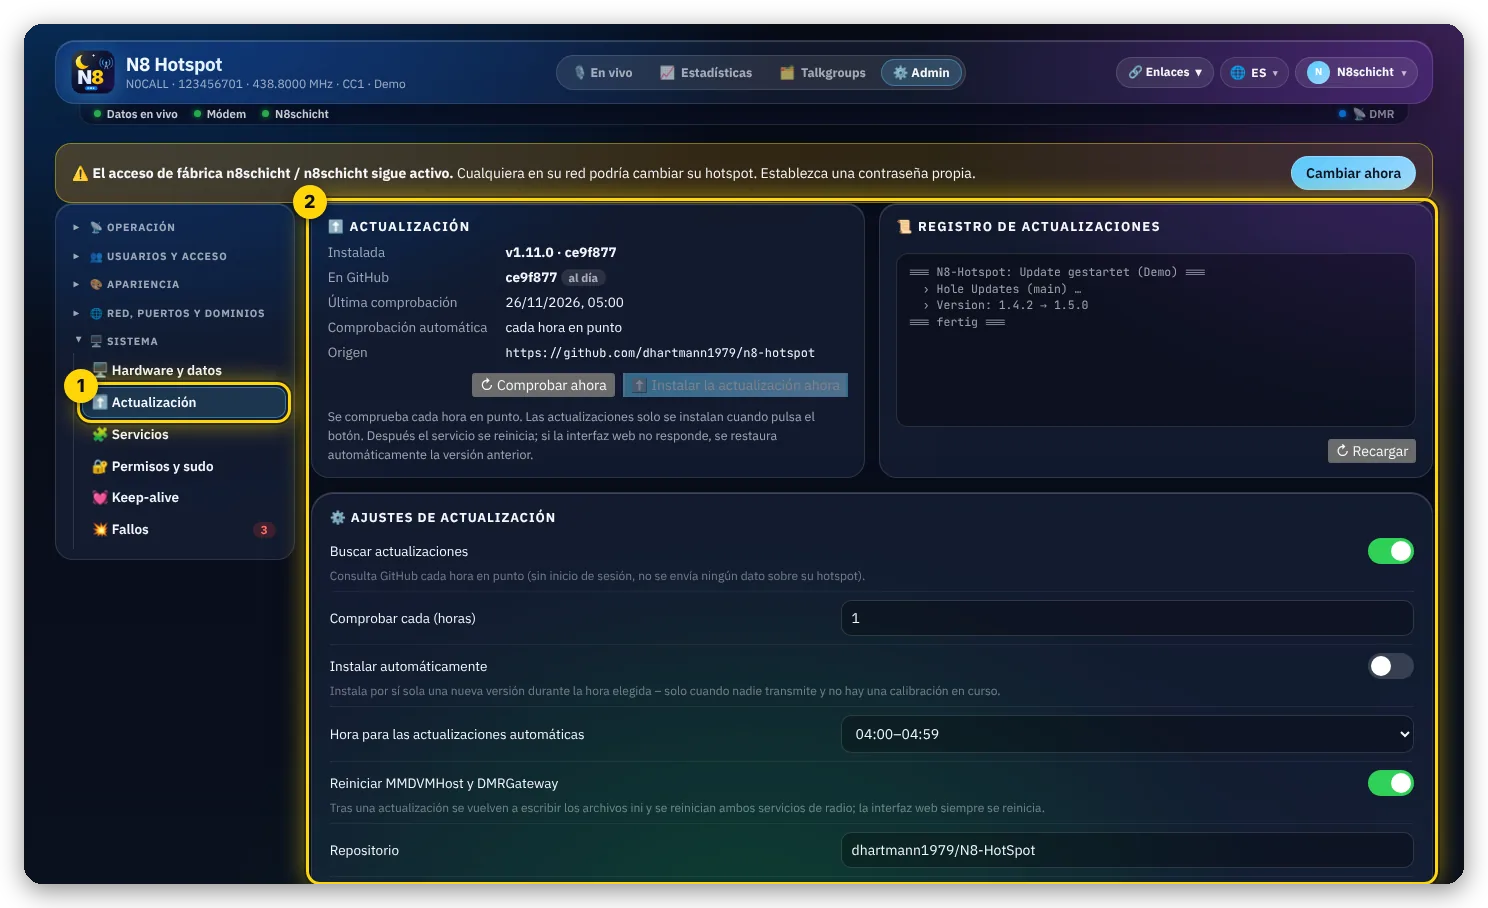 N8 Hotspot
N0CALL · 123456701 · 438.8000 MHz · CC1 · Demo
En vivo
Estadísticas
Talkgroups
Admin
Enlaces ▾
ES ▾
N
N8schicht ▾
Datos en vivo
Módem
N8schicht
DMR
El acceso de fábrica n8schicht / n8schicht sigue activo. Cualquiera en su red podría cambiar su hotspot. Establezca una contraseña propia.
Cambiar ahora
OPERACIÓN
USUARIOS Y ACCESO
APARIENCIA
RED, PUERTOS Y DOMINIOS
SISTEMA
Hardware y datos
1
Actualización
Servicios
Permisos y sudo
Keep-alive
Fallos 3
2
ACTUALIZACIÓN
Instalada v1.11.0 · ce9f877
En GitHub ce9f877 al día
Última comprobación 26/11/2026, 05:00
Comprobación automática cada hora en punto
Origen https://github.com/dhartmann1979/n8-hotspot
Comprobar ahora
Instalar la actualización ahora
Se comprueba cada hora en punto. Las actualizaciones solo se instalan cuando pulsa el
botón. Después el servicio se reinicia; si la interfaz web no responde, se restaura
automáticamente la versión anterior.
REGISTRO DE ACTUALIZACIONES
=== N8-Hotspot: Update gestartet (Demo) ===
› Hole Updates (main) …
› Version: 1.4.2 → 1.5.0
=== fertig ===
Recargar
AJUSTES DE ACTUALIZACIÓN
Buscar actualizaciones
Consulta GitHub cada hora en punto (sin inicio de sesión, no se envía ningún dato sobre su hotspot).
Comprobar cada (horas) 1
Instalar automáticamente
Instala por sí sola una nueva versión durante la hora elegida – solo cuando nadie transmite y no hay una calibración en curso.
Hora para las actualizaciones automáticas 04:00–04:59
Reiniciar MMDVMHost y DMRGateway
Tras una actualización se vuelven a escribir los archivos ini y se reinician ambos servicios de radio; la interfaz web siempre se reinicia.
Repositorio dhartmann1979/N8-HotSpot